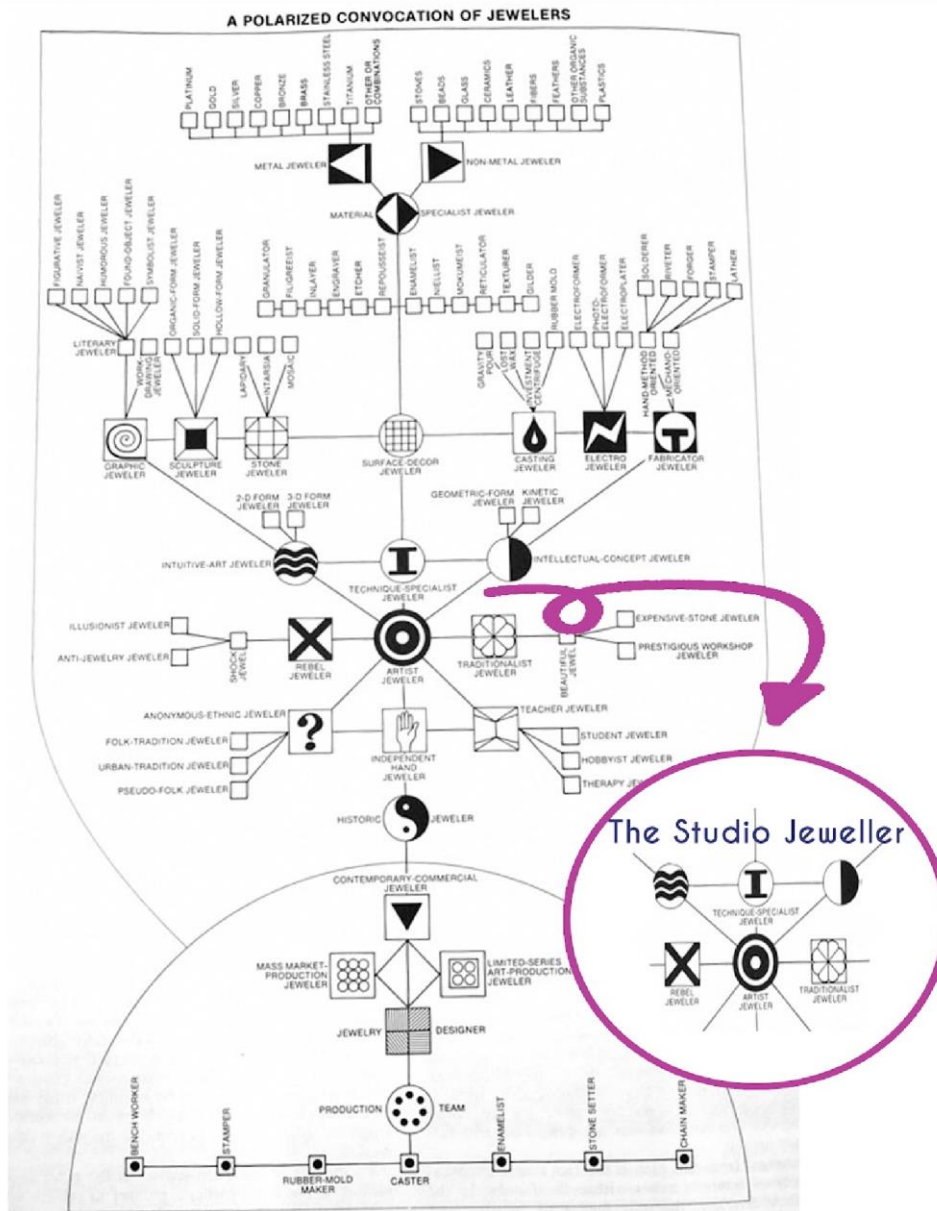 A POLARIZED CONVOCATION OF JEWELERS
PLATINUM
GOLD
SILVER
COPPER
BRONZE
BRASS
STAINLESS STEEL
TITANIUM
OTHER OR
COMBINATIONS
STONES
BEADS
GLASS
CERAMICS
LEATHER
FIBERS
FEATHERS
OTHER ORGANIC
SUBSTANCES
PLASTICS
METAL JEWELER
NON-METAL JEWELER
MATERIAL
SPECIALIST JEWELER
FIGURATIVE JEWELER
NAIVIST JEWELER
HUMOROUS JEWELER
FOUND-OBJECT JEWELER
SYMBOLIST JEWELER
ORGANIC-FORM JEWELER
SOLID-FORM JEWELER
HOLLOW-FORM JEWELER
GRANULATOR
FILIGREEIST
INLAYER
ENGRAVER
ETCHER
REPOUSSEIST
ENAMELIST
NIELLIST
MOKUMEIST
RETICULATOR
TEXTURER
GILDER
RUBBER MOLD
ELECTROFORMER
PHOTO-
ELECTROFORMER
ELECTROPLATER
SOLDERER
RIVETER
FORGER
STAMPER
LATHER
LITERARY
JEWELER
WORK-
DRAWING
JEWELER
LAPIDARY
INTARSIA
MOSAIC
GRAVITY
POUR
LOST
WAX
INVESTMENT
CENTRIFUGE
HAND-METHOD
ORIENTED
MECHAND-
ORIENTED
GRAPHIC
JEWELER
SCULPTURE
JEWELER
STONE
JEWELER
SURFACE-DECOR
JEWELER
CASTING
JEWELER
ELECTRO
JEWELER
FABRICATOR
JEWELER
2-D FORM
JEWELER
3-D FORM
JEWELER
GEOMETRIC-FORM
JEWELER
KINETIC
JEWELER
INTUITIVE-ART JEWELER
TECHNIQUE-SPECIALIST
JEWELER
INTELLECTUAL-CONCEPT JEWELER
ILLUSIONIST JEWELER
ANTI-JEWELRY JEWELER
SHOCK
JEWEL
REBEL
JEWELER
ARTIST
JEWELER
TRADITIONALIST
JEWELER
BEAUTIFUL
JEWEL
EXPENSIVE-STONE JEWELER
PRESTIGIOUS WORKSHOP
JEWELER
ANONYMOUS-ETHNIC JEWELER
FOLK-TRADITION JEWELER
URBAN-TRADITION JEWELER
PSEUDO-FOLK JEWELER
INDEPENDENT
HAND
JEWELER
TEACHER JEWELER
STUDENT JEWELER
HOBBYIST JEWELER
THERAPY
HISTORIC
JEWELER
The Studio Jeweller
TECHNIQUE-SPECIALIST
JEWELER
REBEL
JEWELER
ARTIST
JEWELER
TRADITIONALIST
JEWELER
CONTEMPORARY-COMMERCIAL
JEWELER
MASS MARKET-
PRODUCTION
JEWELER
LIMITED-SERIES
ART-PRODUCTION
JEWELER
JEWELRY
DESIGNER
PRODUCTION
TEAM
BENCH WORKER
STAMPER
RUBBER-MOLD
MAKER
CASTER
ENAMELIST
STONE SETTER
CHAIN MAKER